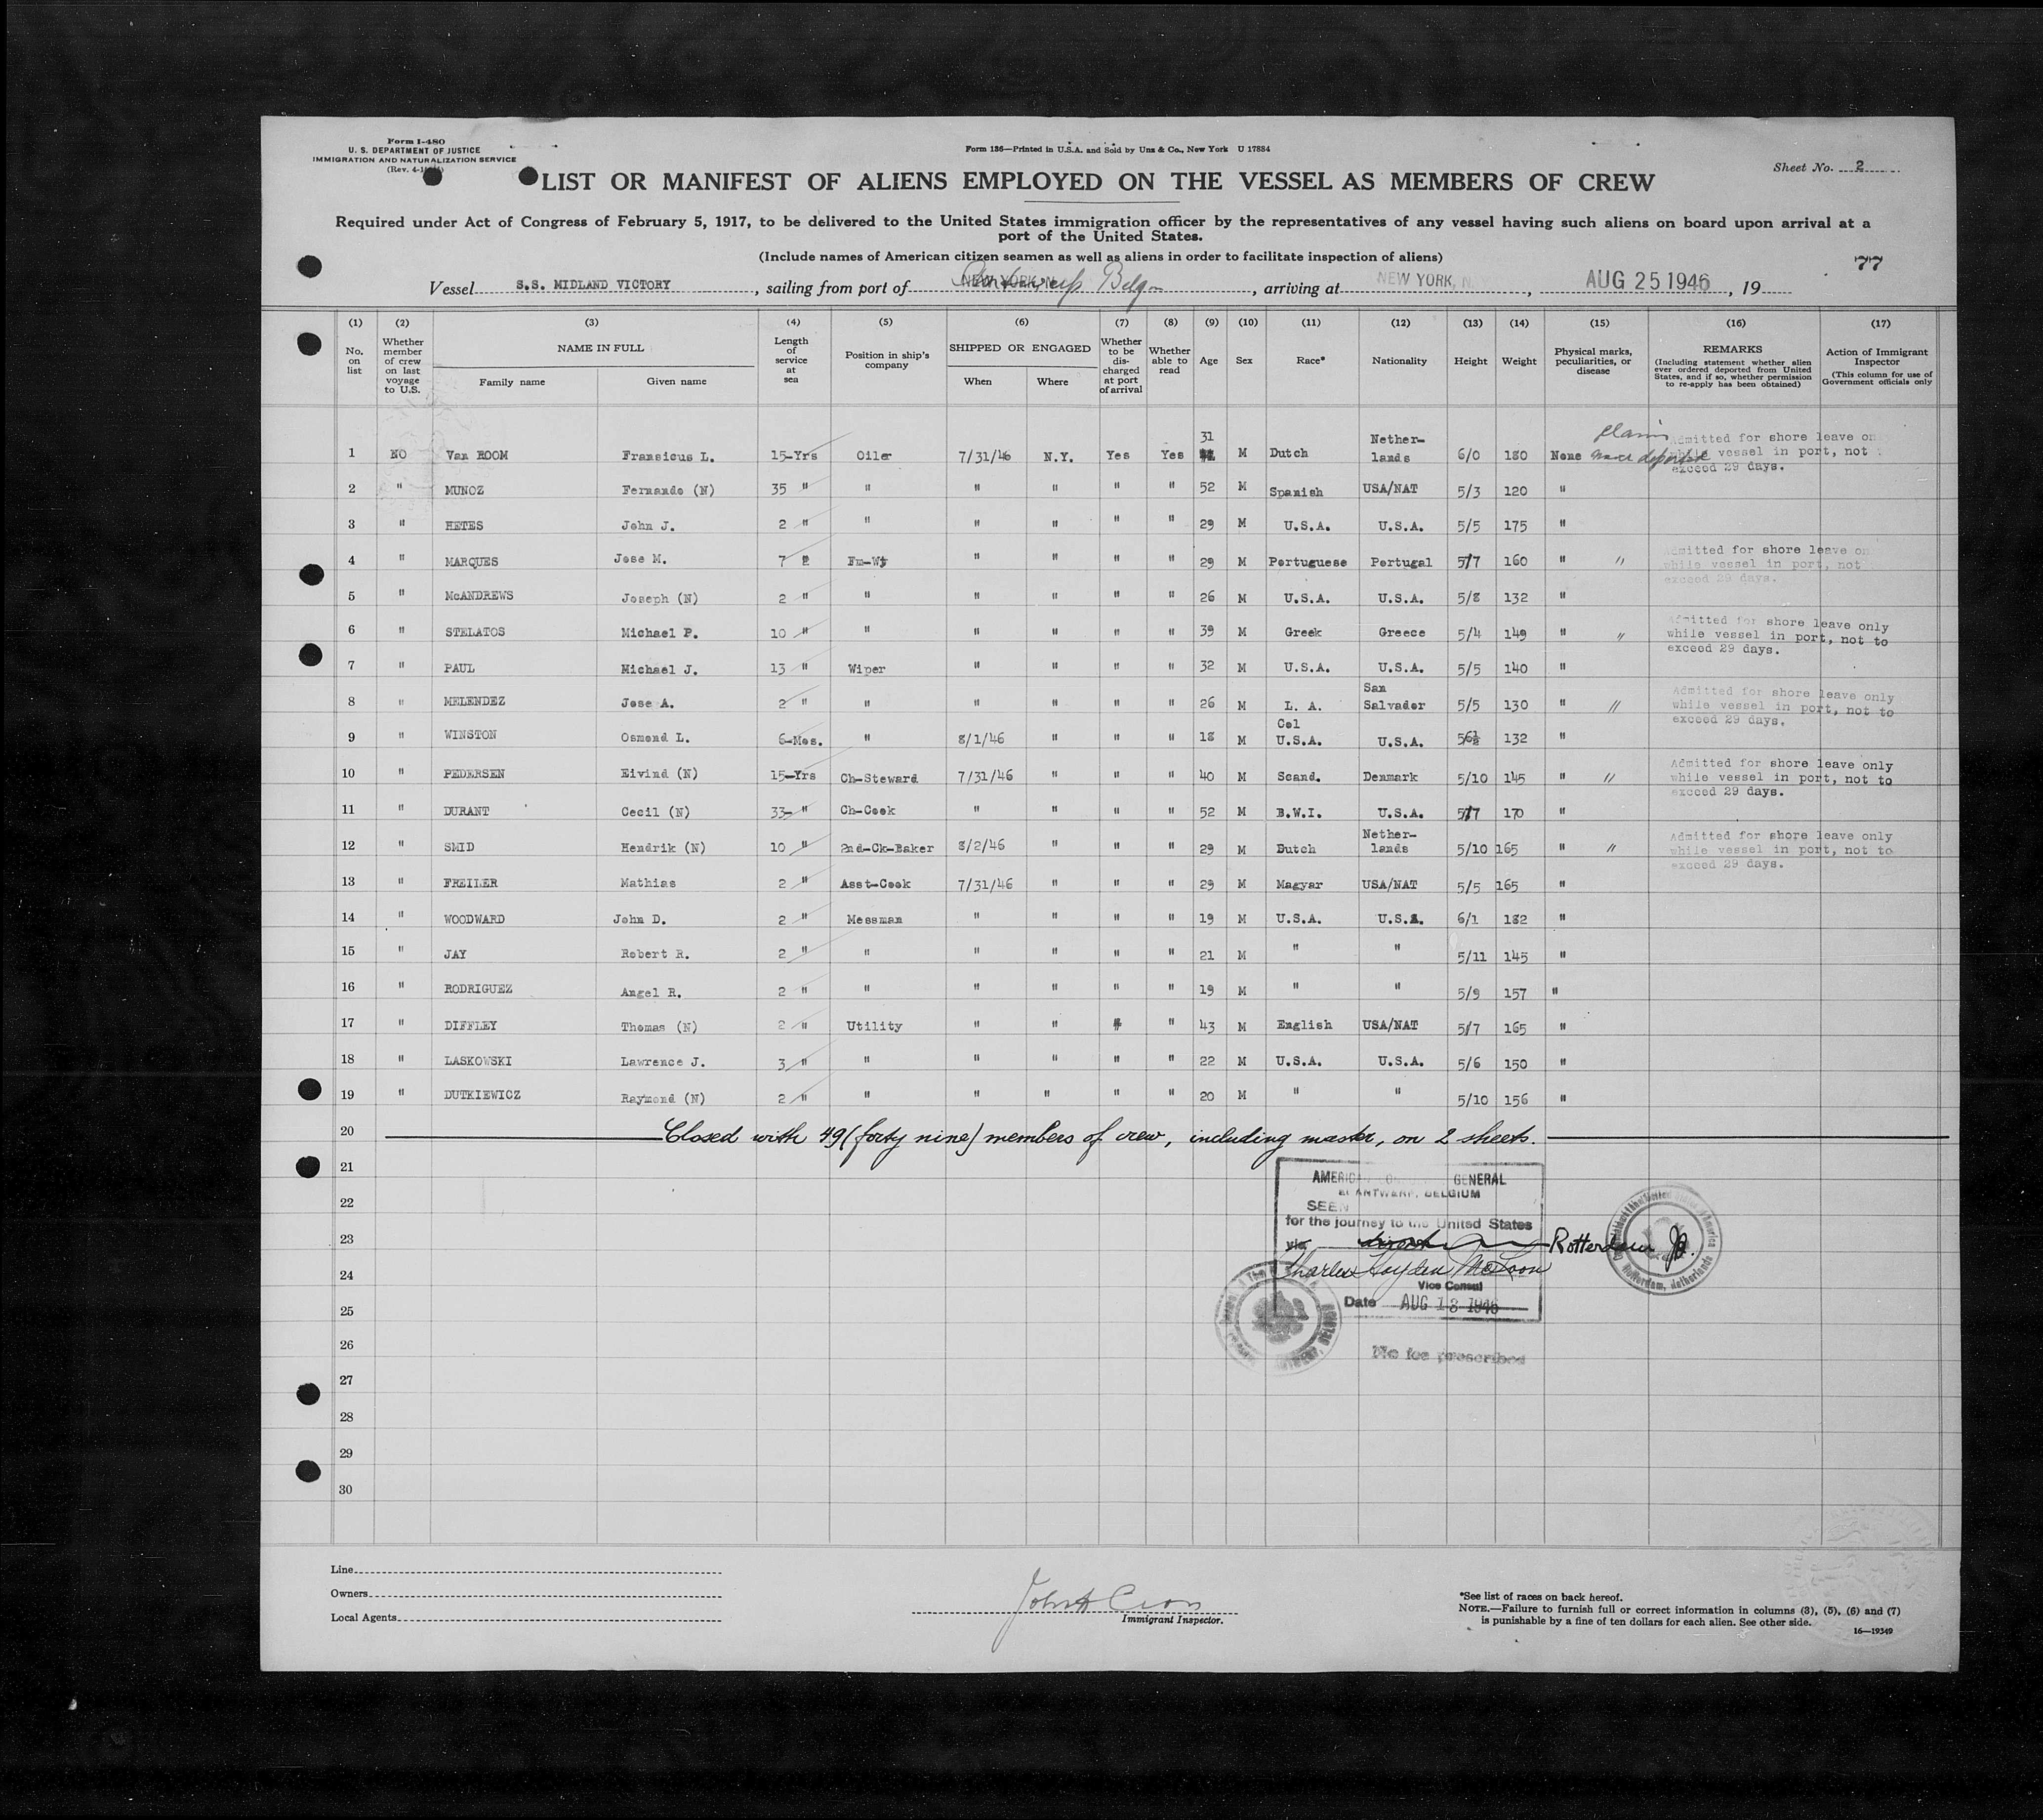 Form I-480
U. S. DEPARTMENT OF JUSTICE
IMMIGRATION AND NATURALIZATION SERVICE
Form 136—Printed in U.S.A. and Sold by Unz & Co., New York U 17884
Sheet No. 2
LIST OR MANIFEST OF ALIENS EMPLOYED ON THE VESSEL AS MEMBERS OF CREW
Required under Act of Congress of February 5, 1917, to be delivered to the United States immigration officer by the representatives of any vessel having such aliens on board upon arrival at a
port of the United States.
(Include names of American citizen seamen as well as aliens in order to facilitate inspection of aliens)
77
Vessel S.S. MIDLAND VICTORY, sailing from port of Antwerp Belg, arriving at NEW YORK, N., AUG 25 1946, 19
(1) (2) (3) (4) (5) (6) (7) (8) (9) (10) (11) (12) (13) (14) (15) (16) (17)
No. on list
Whether member of crew on last voyage to U.S.
NAME IN FULL
Family name Given name
Length of service at sea
Position in ship's company
SHIPPED OR ENGAGED
When Where
Whether to be discharged at port of arrival
Whether able to read
Age Sex Race* Nationality Height Weight
Physical marks, peculiarities, or disease
REMARKS
(Including statement whether alien ever ordered deported from United States, and if so, whether permission to re-apply has been obtained)
Action of Immigrant Inspector
(This column for use of Government officials only
1 NO Van ROOM Fransicus L. 15-Yrs Oiler 7/31/46 N.Y. Yes Yes 31 M Dutch Nether-lands 6/0 180 None Admitted for shore leave on while vessel in port, not exceed 29 days.
2 " MUNOZ Fernando (N) 35 " " " " " " 52 M Spanish USA/NAT 5/3 120 "
3 " HETES John J. 2 " " " " " " 29 M U.S.A. U.S.A. 5/5 175 "
4 " MARQUES Jose M. 7 Fm-Wt " " " " 29 M Portuguese Portugal 5/7 160 " " Admitted for shore leave on while vessel in port, not exceed 29 days.
5 " McANDREWS Joseph (N) 2 " " " " " " 26 M U.S.A. U.S.A. 5/8 132 "
6 " STELATOS Michael P. 10 " " " " " " 39 M Greek Greece 5/4 149 " " Admitted for shore leave only while vessel in port, not to exceed 29 days.
7 " PAUL Michael J. 13 " Wiper " " " " 32 M U.S.A. U.S.A. 5/5 140 "
8 " MELENDEZ Jose A. 2 " " " " " " 26 M L. A. San Salvador 5/5 130 " " Admitted for shore leave only while vessel in port, not to exceed 29 days.
9 " WINSTON Osmond L. 6-Mos. " 8/1/46 " " " 18 M Col U.S.A. U.S.A. 56½ 132 "
10 " PEDERSEN Eivind (N) 15-Yrs Ch-Steward 7/31/46 " " " 40 M Scand. Denmark 5/10 145 " " Admitted for shore leave only while vessel in port, not to exceed 29 days.
11 " DURANT Cecil (N) 33- " Ch-Cook " " " " 52 M B.W.I. U.S.A. 5/7 170 "
12 " SMID Hendrik (N) 10 " 2nd-Ck-Baker 8/2/46 " " " 29 M Dutch Nether-lands 5/10 165 " " Admitted for shore leave only while vessel in port, not to exceed 29 days.
13 " FREILER Mathias 2 " Asst-Cook 7/31/46 " " " 29 M Magyar USA/NAT 5/5 165 "
14 " WOODWARD John D. 2 " Messman " " " " 19 M U.S.A. U.S.A. 6/1 182 "
15 " JAY Robert R. 2 " " " " " " 21 M " " 5/11 145 "
16 " RODRIGUEZ Angel R. 2 " " " " " " 19 M " " 5/9 157 "
17 " DIFFLEY Thomas (N) 2 " Utility " " " " 43 M English USA/NAT 5/7 165 "
18 " LASKOWSKI Lawrence J. 3 " " " " " " 22 M U.S.A. U.S.A. 5/6 150 "
19 " DUTKIEWICZ Raymond (N) 2 " " " " " " 20 M " " 5/10 156 "
20 Closed with 49 (forty nine) members of crew, including master, on 2 sheets.
21
22
23
24
25
26
27
28
29
30
AMERICAN GENERAL
at ANTWERP, BELGIUM
SEEN
for the journey to the United States
via direct Rotterdam
Charles Hayden
Vice Consul
Date AUG 13 1946
No fee prescribed
Rotterdam, Netherlands
Line
Owners
Local Agents
John A Cron
Immigrant Inspector.
*See list of races on back hereof.
NOTE.—Failure to furnish full or correct information in columns (3), (5), (6) and (7)
is punishable by a fine of ten dollars for each alien. See other side.
16—19349